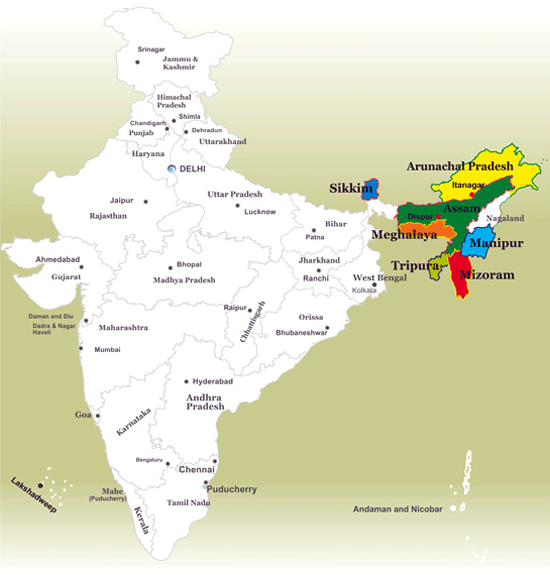 Srinagar
Jammu &
Kashmir
Himachal
Pradesh
Shimla
Chandigarh
Punjab
Dehradun
Uttarakhand
Haryana
DELHI
Arunachal Pradesh
Itanagar
Sikkim
Uttar Pradesh
Lucknow
Jaipur
Rajasthan
Assam
Dispur
Nagaland
Bihar
Patna
Meghalaya
Manipur
Ahmedabad
Gujarat
Bhopal
Madhya Pradesh
Jharkhand
Ranchi
Tripura
Mizoram
West Bengal
Kolkata
Daman and Diu
Dadra & Nagar
Haveli
Maharashtra
Raipur
Chhattisgarh
Orissa
Bhubaneshwar
Mumbai
Hyderabad
Andhra
Pradesh
Goa
Karnataka
Bengaluru
Chennai
Lakshadweep
Mahe
(Puducherry)
Puducherry
Tamil Nadu
Kerala
Andaman and Nicobar